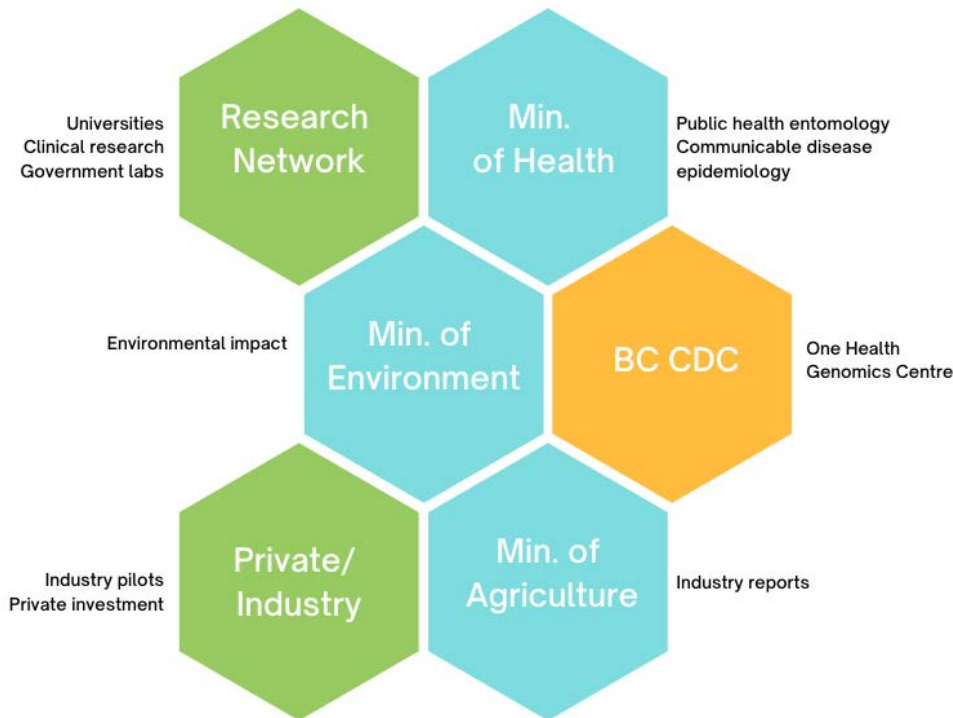 Universities
Clinical research
Government labs
Research
Network
Min.
of Health
Public health entomology
Communicable disease
epidemiology
Environmental impact
Min. of
Environment
BC CDC
One Health
Genomics Centre
Industry pilots
Private investment
Private/
Industry
Min. of
Agriculture
Industry reports